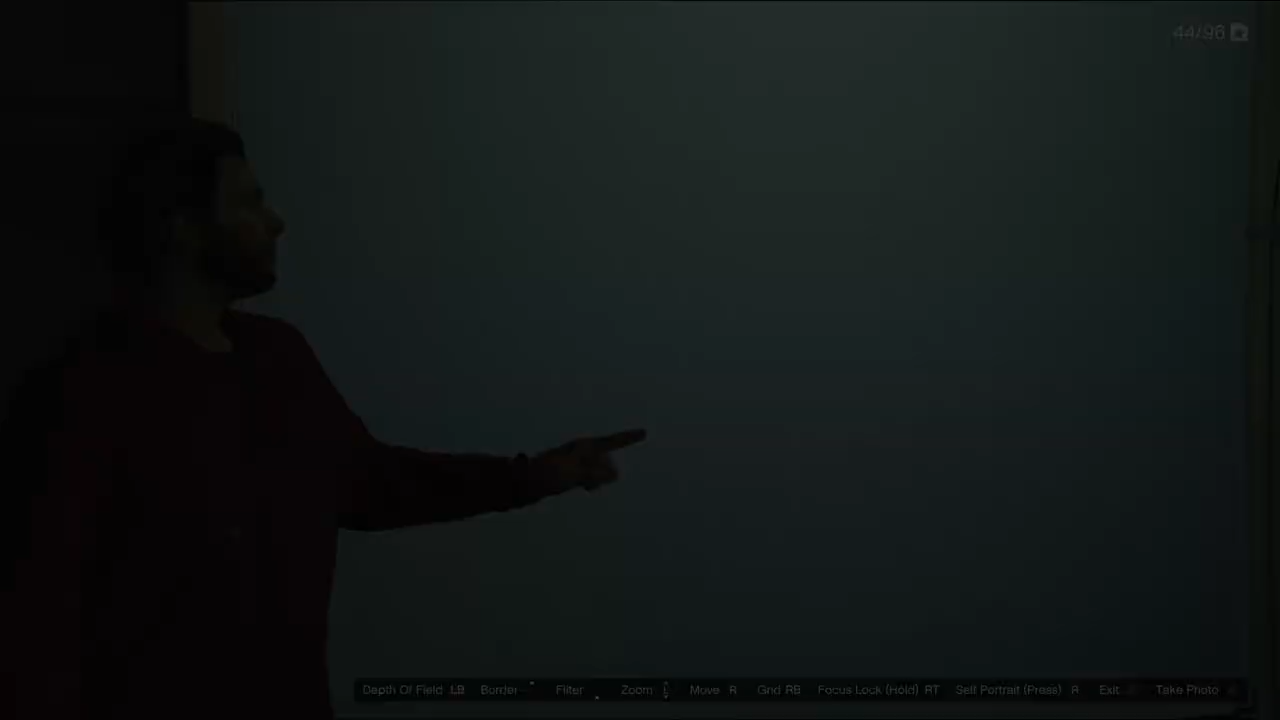 44/96
Depth Of Field LB Border Filter Zoom L Move R Grid RB Focus Lock (Hold) RT Self Portrait (Press) R Exit Take Photo